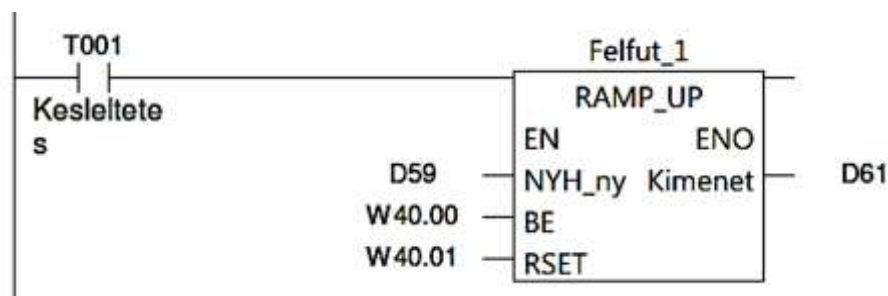 T001
Kesleltete
s
Felfut_1
RAMP_UP
EN ENO
D59 NYH_ny Kimenet D61
W40.00 BE
W40.01 RSET